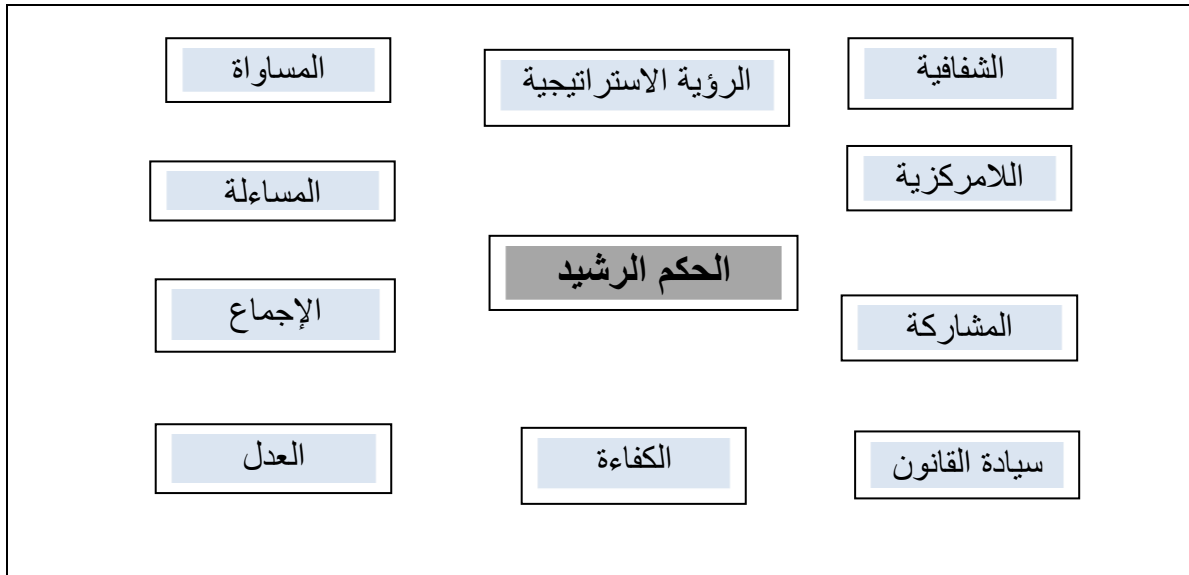 الشفافية
الرؤية الاستراتيجية
المساواة
اللامركزية
المساءلة
الحكم الرشيد
المشاركة
الإجماع
سيادة القانون
الكفاءة
العدل